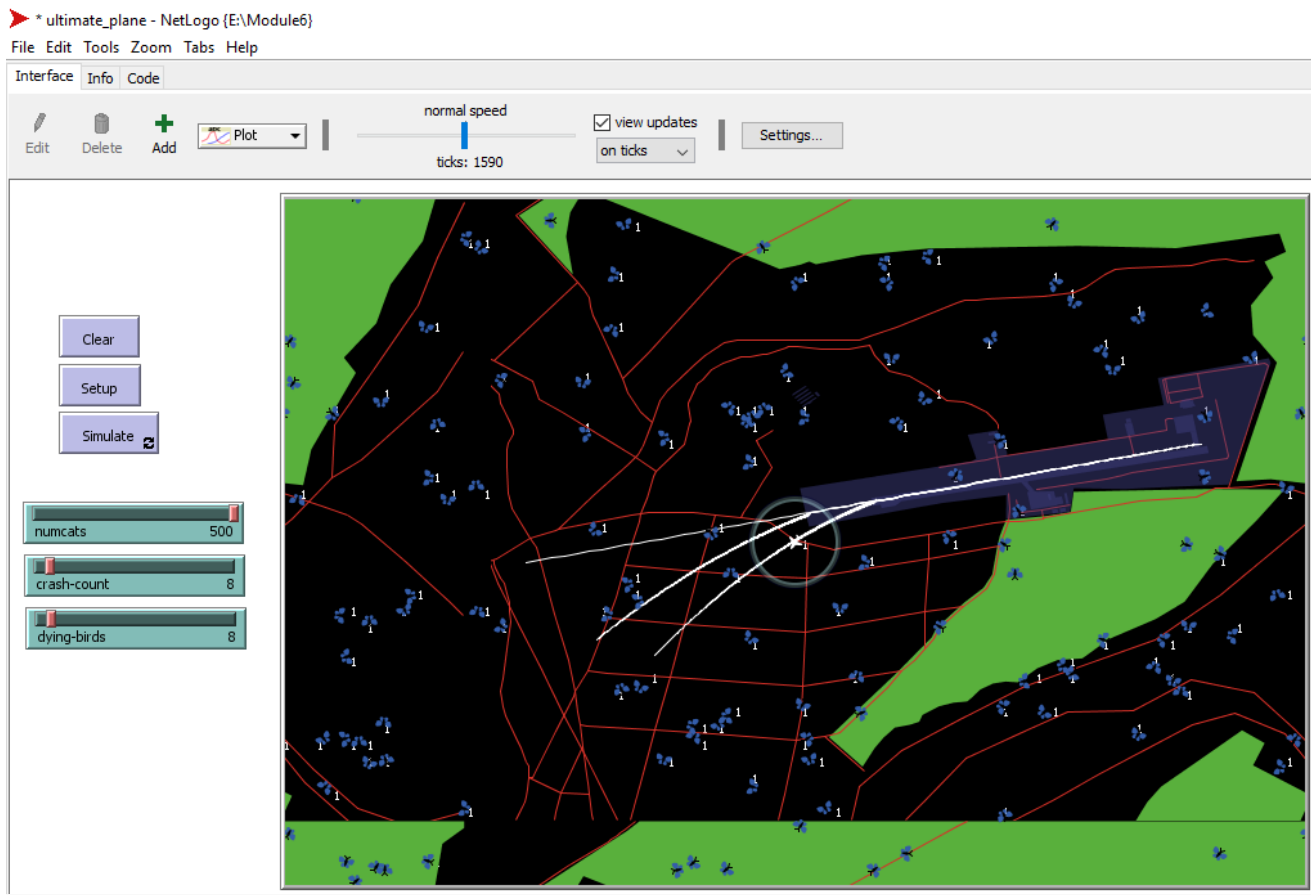 * ultimate_plane - NetLogo {E:\Module6}
File Edit Tools Zoom Tabs Help
Interface Info Code
normal speed
view updates
Edit Delete Add Plot
on ticks
Settings...
ticks: 1590
Clear
Setup
Simulate
numcats 500
crash-count 8
dying-birds 8